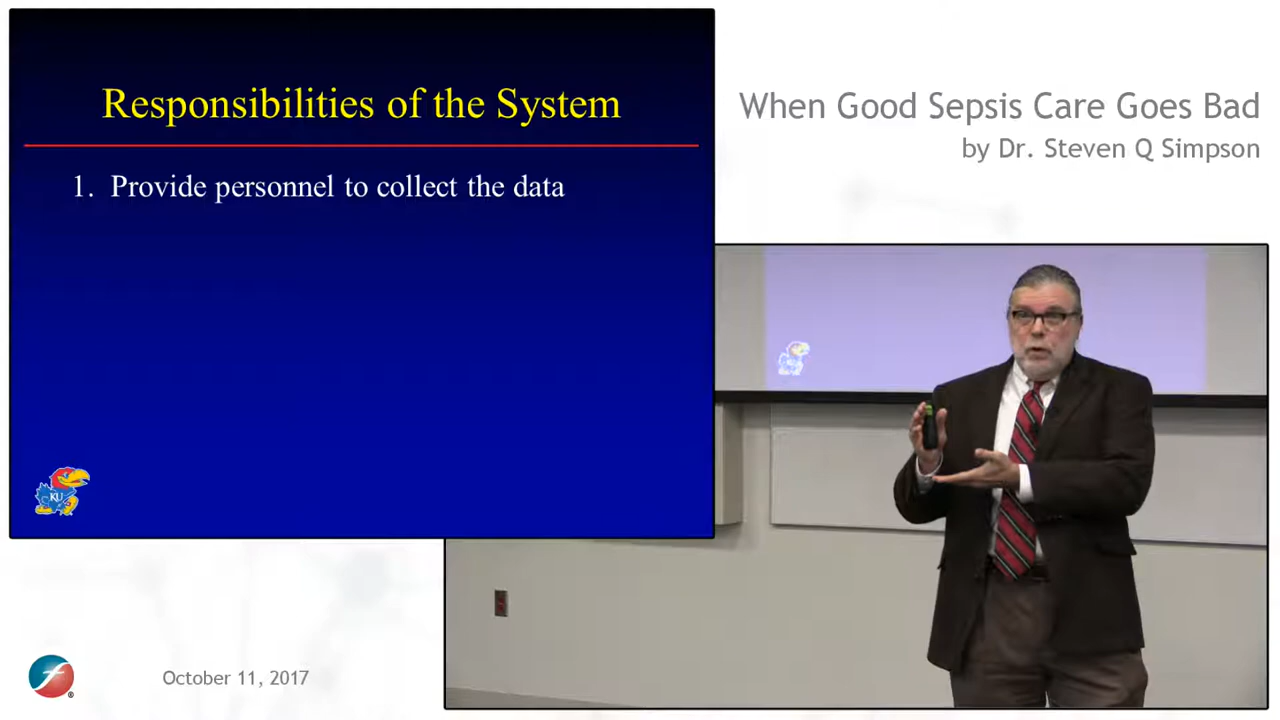 Responsibilities of the System
1. Provide personnel to collect the data
KU
When Good Sepsis Care Goes Bad
by Dr. Steven Q Simpson
October 11, 2017
®